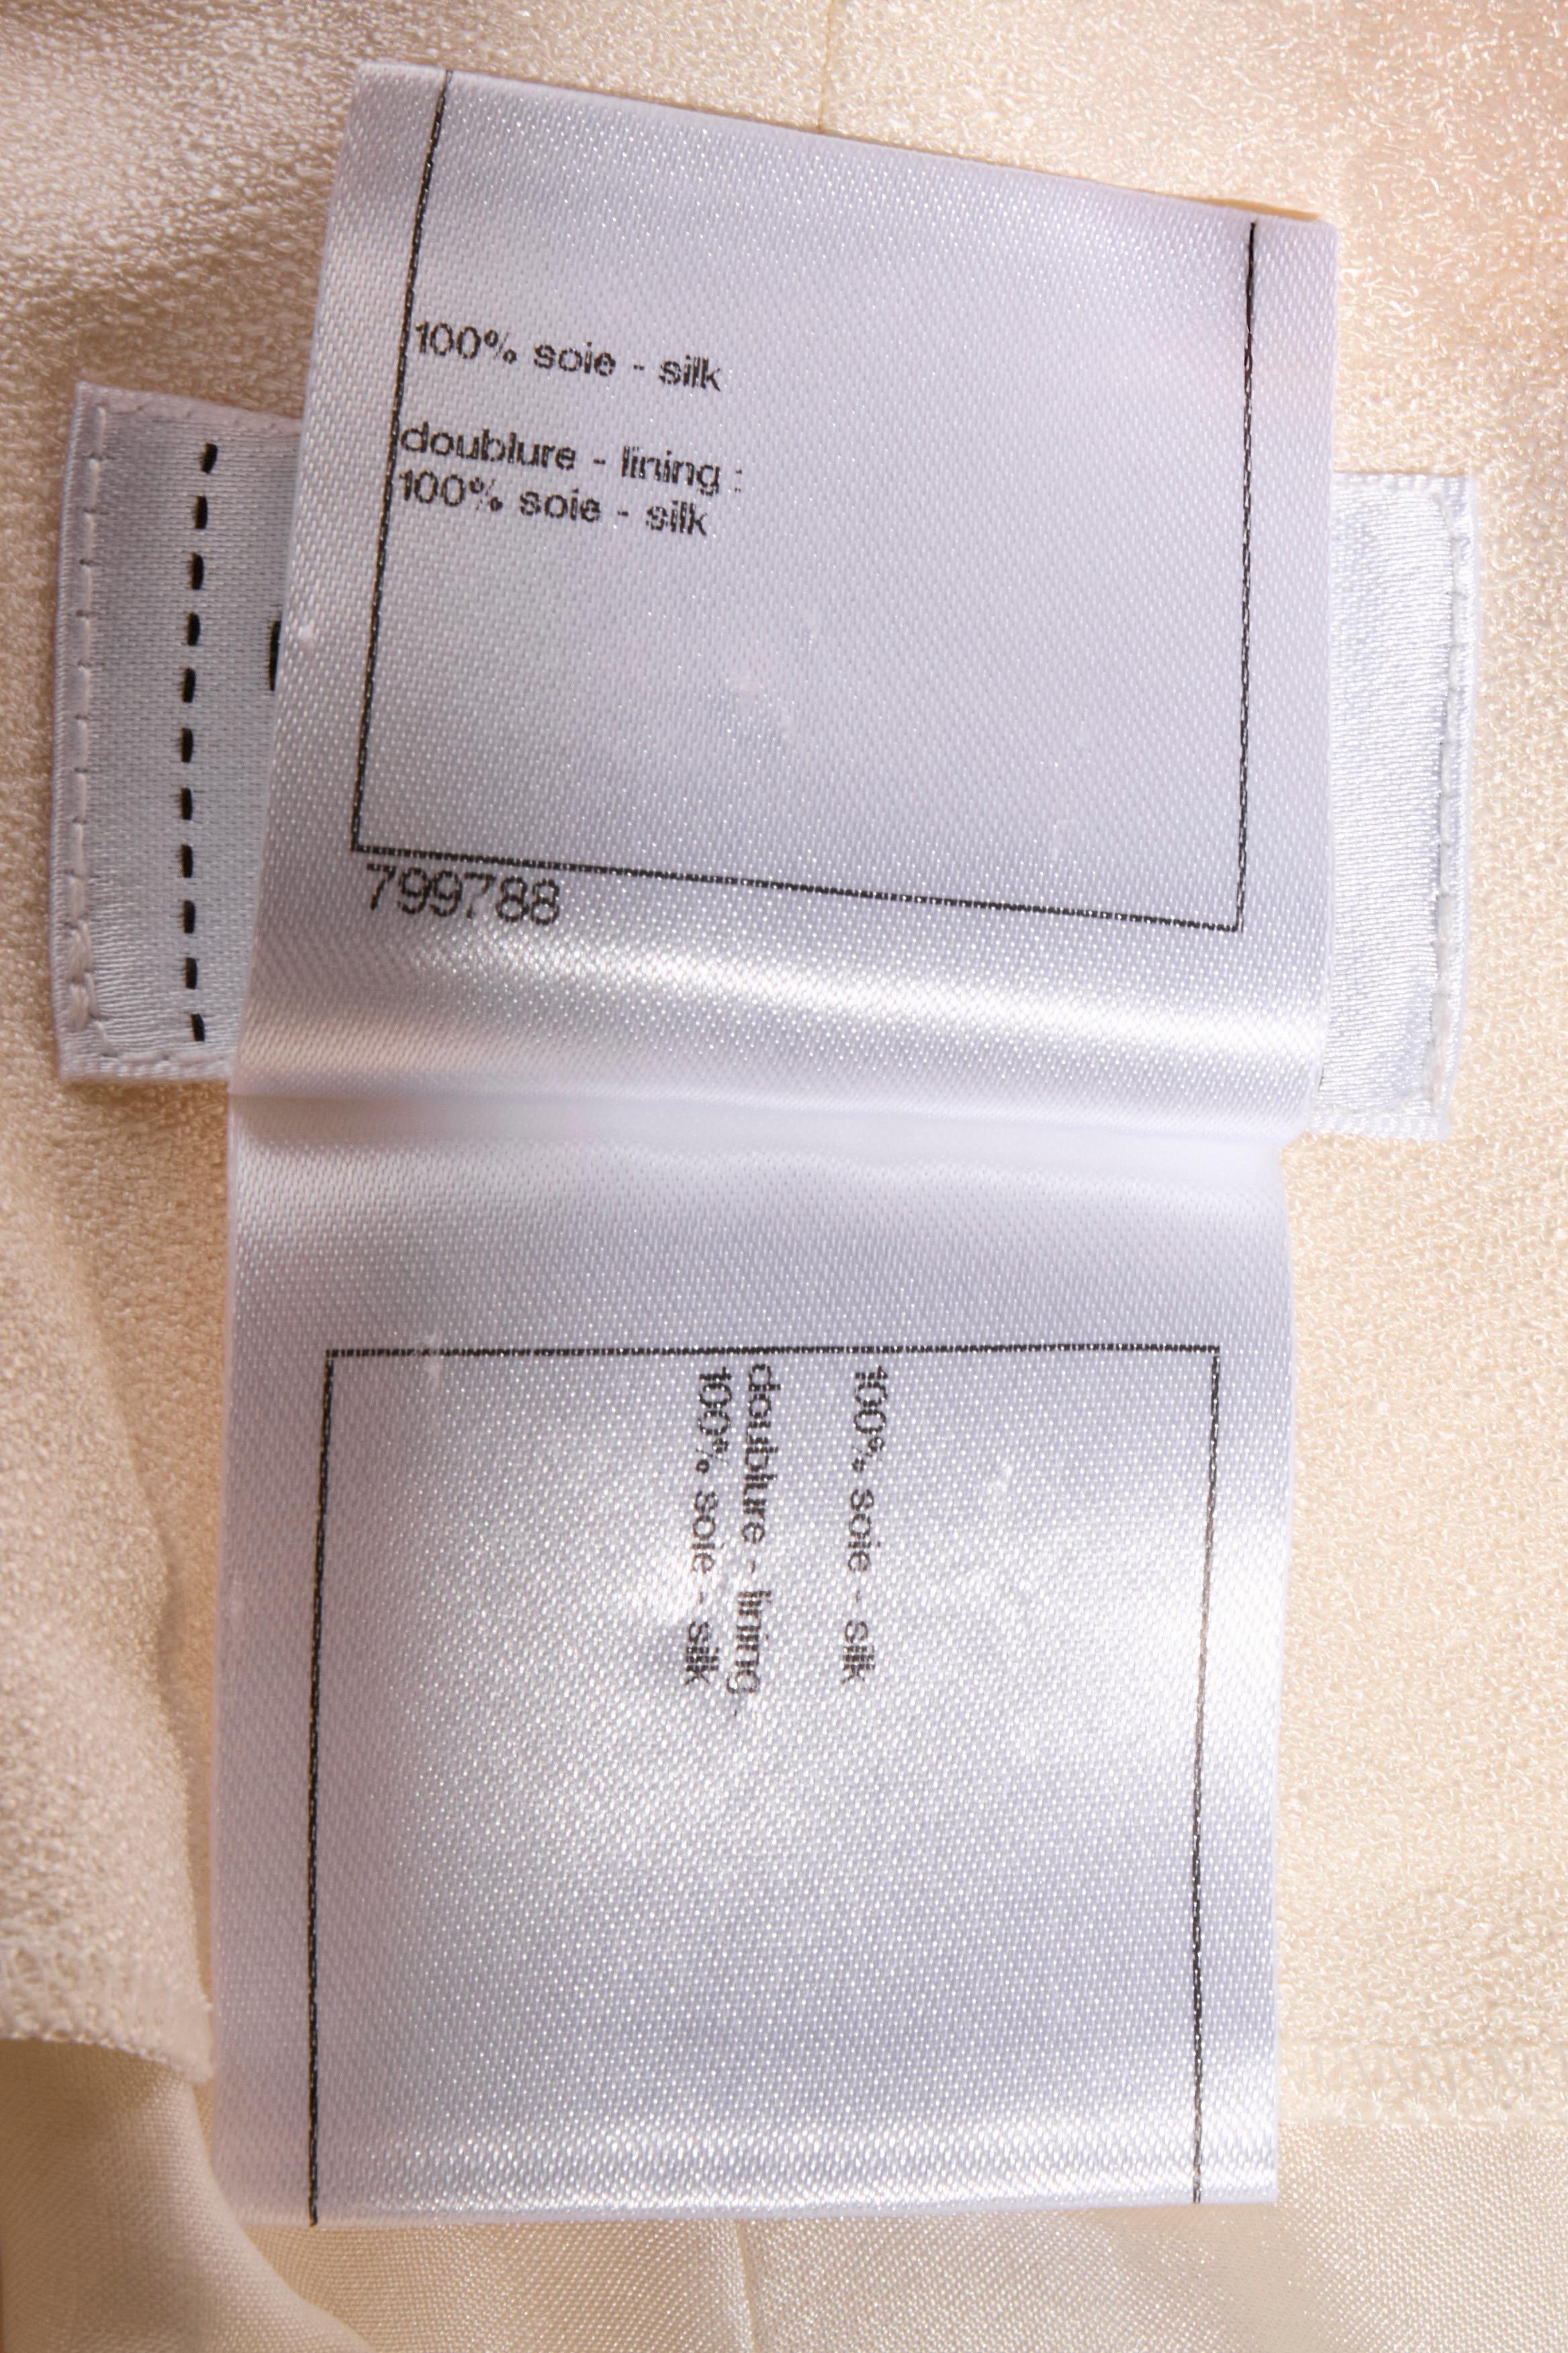 100% soie - silk
doublure - lining :
100% soie - silk
799788
100% soie - silk
doublure - lining
100% soie - silk